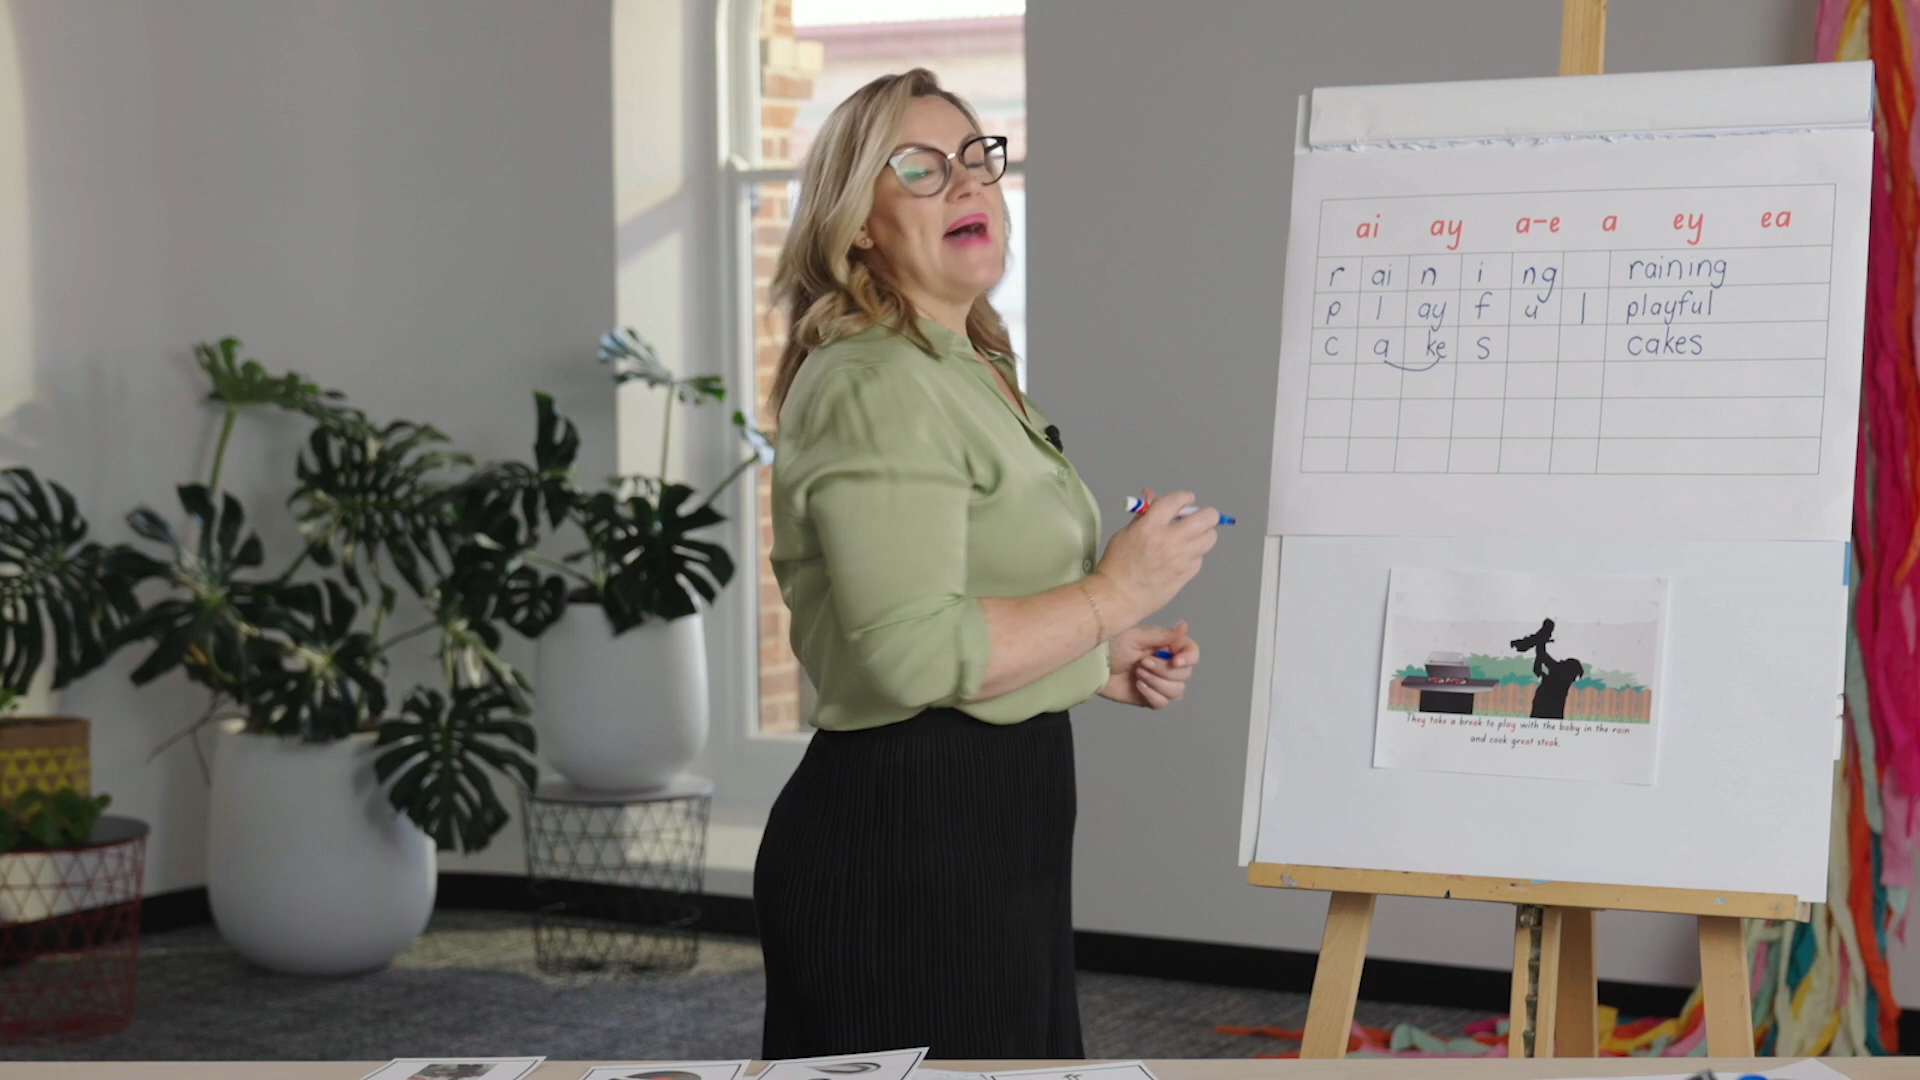 ai ay a-e a ey ea
r ai n i ng raining
p l ay f u l playful
c a ke s cakes
They take a break to play with the baby in the rain
and cook great steak.